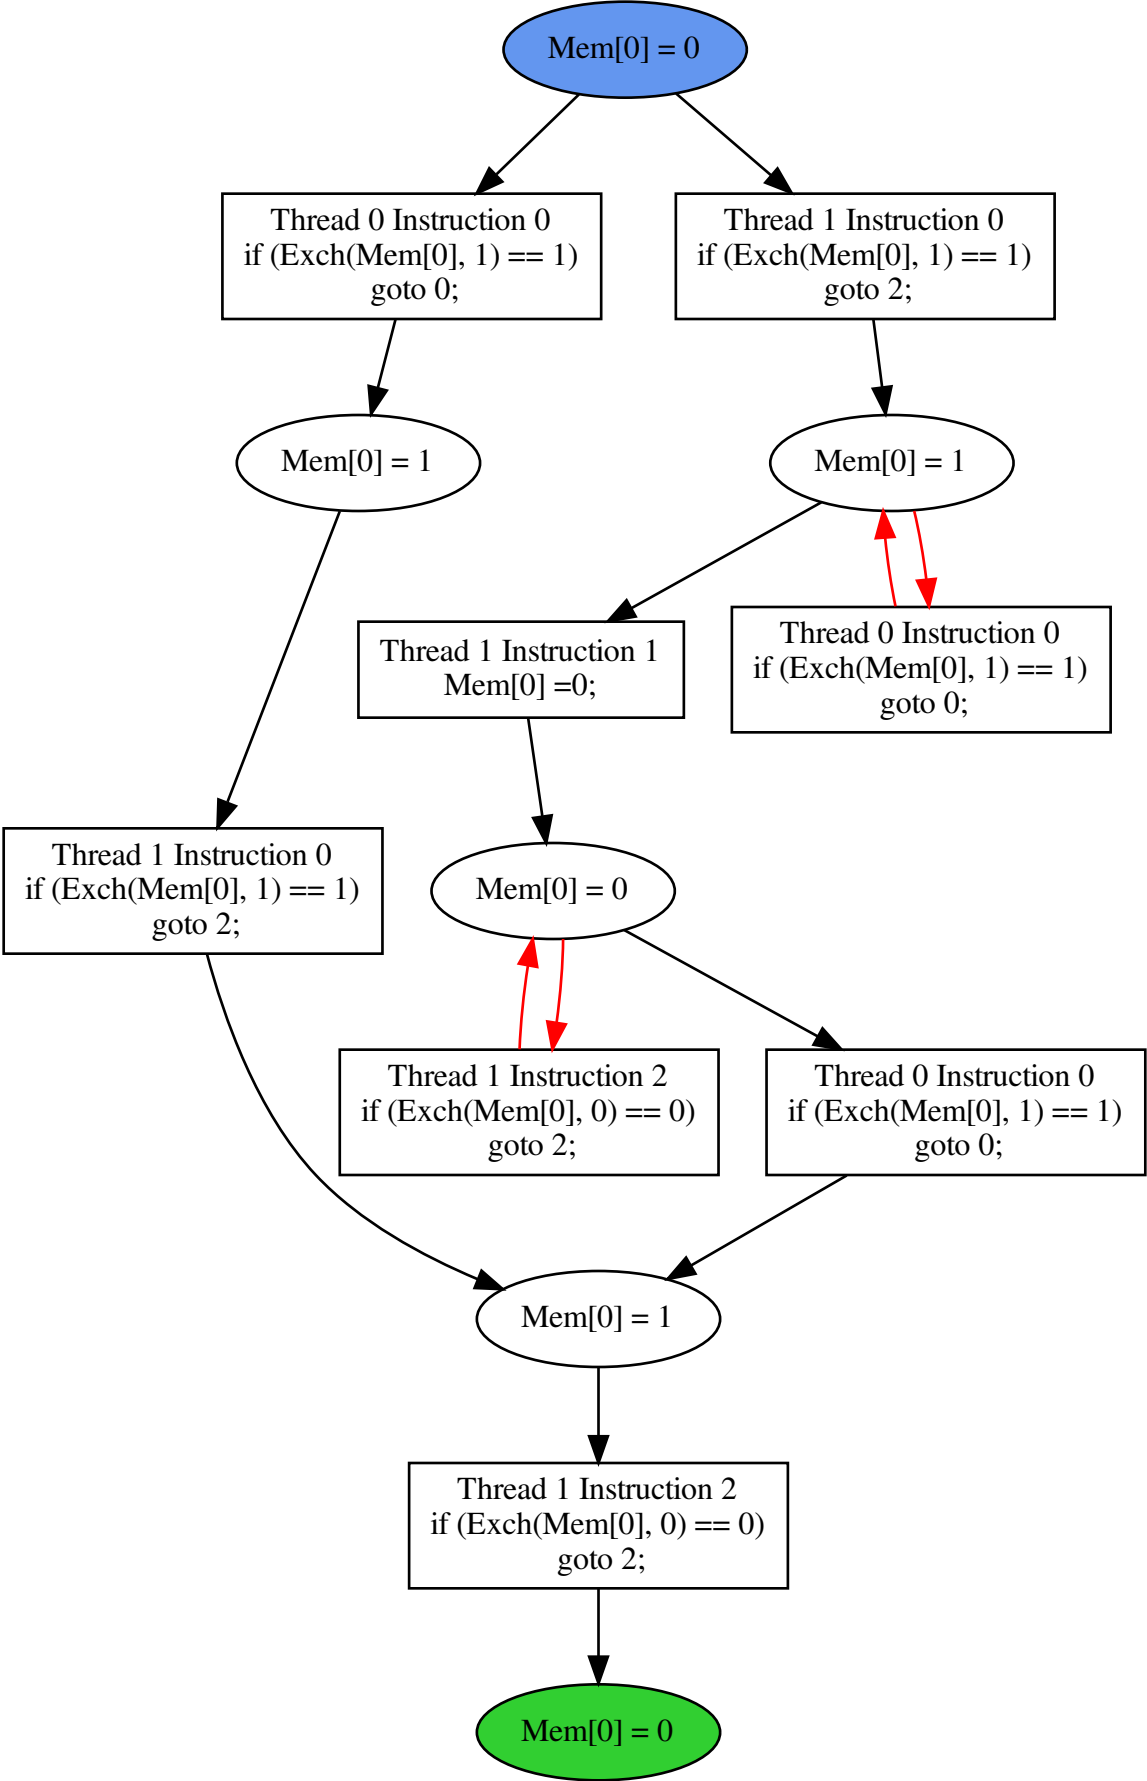 Mem[0] = 0
Thread 0 Instruction 0
if (Exch(Mem[0], 1) == 1)
goto 0;
Thread 1 Instruction 0
if (Exch(Mem[0], 1) == 1)
goto 2;
Mem[0] = 1
Mem[0] = 1
Thread 1 Instruction 1
Mem[0] =0;
Thread 0 Instruction 0
if (Exch(Mem[0], 1) == 1)
goto 0;
Thread 1 Instruction 0
if (Exch(Mem[0], 1) == 1)
goto 2;
Mem[0] = 0
Thread 1 Instruction 2
if (Exch(Mem[0], 0) == 0)
goto 2;
Thread 0 Instruction 0
if (Exch(Mem[0], 1) == 1)
goto 0;
Mem[0] = 1
Thread 1 Instruction 2
if (Exch(Mem[0], 0) == 0)
goto 2;
Mem[0] = 0